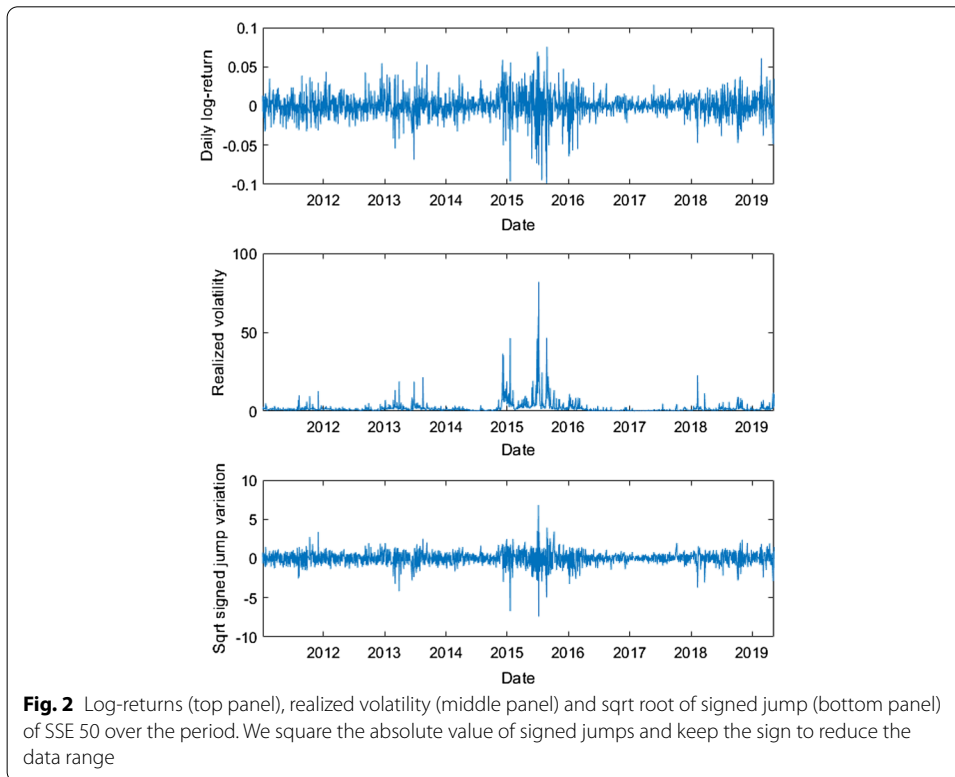 0.1
0.05
0
-0.05
-0.1
Daily log-return
2012 2013 2014 2015 2016 2017 2018 2019
Date
100
50
0
Realized volatility
2012 2013 2014 2015 2016 2017 2018 2019
Date
10
5
0
-5
-10
Sqrt signed jump variation
2012 2013 2014 2015 2016 2017 2018 2019
Date
Fig. 2 Log-returns (top panel), realized volatility (middle panel) and sqrt root of signed jump (bottom panel)
of SSE 50 over the period. We square the absolute value of signed jumps and keep the sign to reduce the
data range